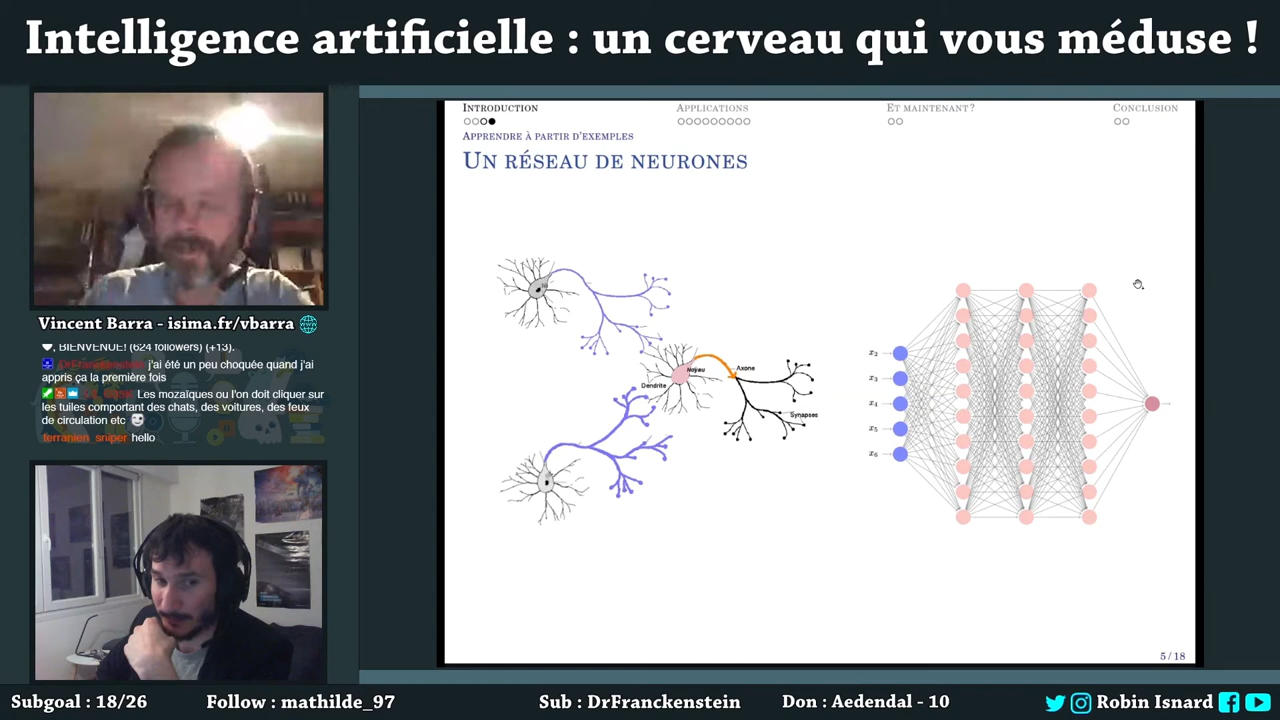 Intelligence artificielle : un cerveau qui vous méduse !
Vincent Barra - isima.fr/vbarra
BIENVENUE! (624 followers) (+13).
DrFranckenstein j'ai été un peu choquée quand j'ai
appris ça la première fois
Les mozaïques ou l'on doit cliquer sur
les tuiles comportant des chats, des voitures, des feux
de circulation etc
terranien_sniper hello
INTRODUCTION
APPLICATIONS
ET MAINTENANT?
CONCLUSION
APPRENDRE À PARTIR D'EXEMPLES
UN RÉSEAU DE NEURONES
Noyau
Axone
Dendrite
Synapses
x2
x3
x4
x5
x6
5 / 18
Subgoal : 18/26
Follow : mathilde_97
Sub : DrFranckenstein
Don : Aedendal - 10
Robin Isnard